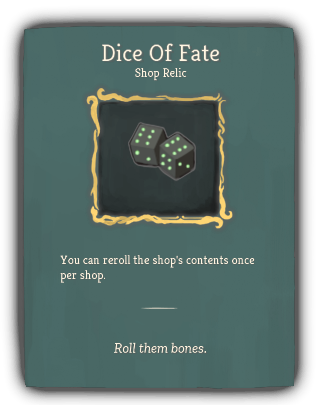 Dice Of Fate
Shop Relic
You can reroll the shop's contents once
per shop.
Roll them bones.